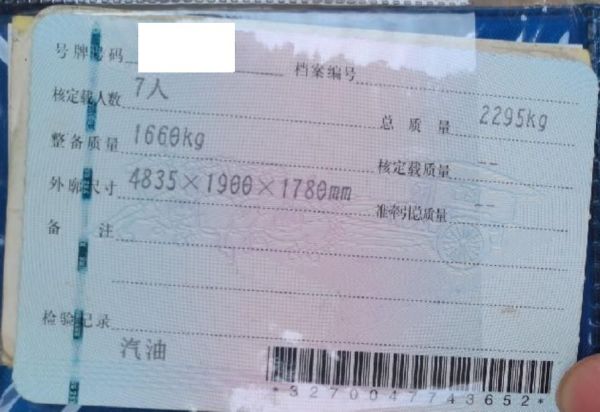 号牌号码 档案编号
核定载人数 7人 总质量 2295kg
整备质量 1660kg 核定载质量 --
外廓尺寸 4835×1900×1780mm 准牵引总质量 --
备注
检验记录
汽油
*3270047743652*